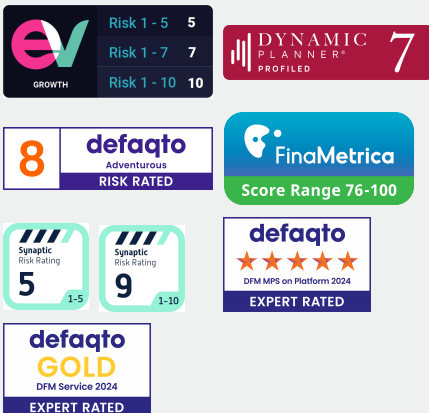 ev
GROWTH
Risk 1 - 5 5
Risk 1 - 7 7
Risk 1 - 10 10
DYNAMIC
PLANNER®
PROFILED
7
8
defaqto
Adventurous
RISK RATED
FinaMetrica
Score Range 76-100
Synaptic
Risk Rating
5
1-5
Synaptic
Risk Rating
9
1-10
defaqto
DFM MPS on Platform 2024
EXPERT RATED
defaqto
GOLD
DFM Service 2024
EXPERT RATED